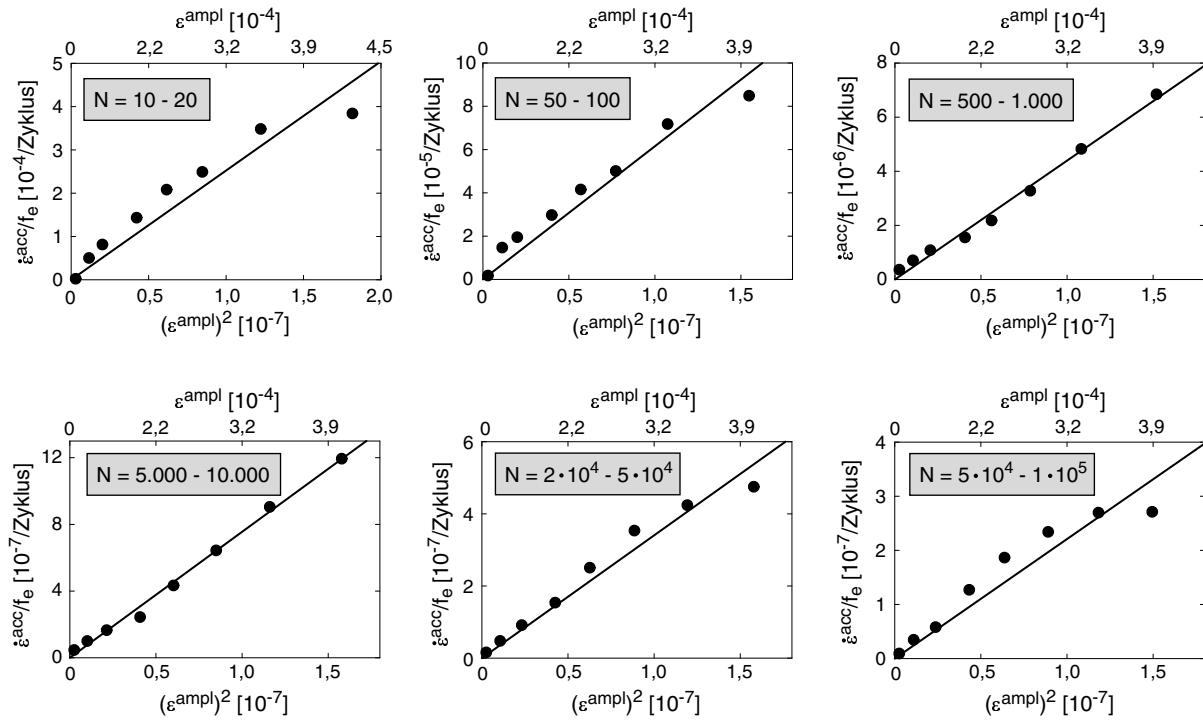 ε^ampl [10^-4]
0 2,2 3,2 3,9 4,5
ε̇^acc/f_e [10^-4/Zyklus]
5
4
3
2
1
0
N = 10 - 20
0 0,5 1,0 1,5 2,0
(ε^ampl)^2 [10^-7]
ε^ampl [10^-4]
0 2,2 3,2 3,9
ε̇^acc/f_e [10^-5/Zyklus]
10
8
6
4
2
0
N = 50 - 100
0 0,5 1,0 1,5
(ε^ampl)^2 [10^-7]
ε^ampl [10^-4]
0 2,2 3,2 3,9
ε̇^acc/f_e [10^-6/Zyklus]
8
6
4
2
0
N = 500 - 1.000
0 0,5 1,0 1,5
(ε^ampl)^2 [10^-7]
ε^ampl [10^-4]
0 2,2 3,2 3,9
ε̇^acc/f_e [10^-7/Zyklus]
12
8
4
0
N = 5.000 - 10.000
0 0,5 1,0 1,5
(ε^ampl)^2 [10^-7]
ε^ampl [10^-4]
0 2,2 3,2 3,9
ε̇^acc/f_e [10^-7/Zyklus]
6
4
2
0
N = 2·10^4 - 5·10^4
0 0,5 1,0 1,5
(ε^ampl)^2 [10^-7]
ε^ampl [10^-4]
0 2,2 3,2 3,9
ε̇^acc/f_e [10^-7/Zyklus]
4
3
2
1
0
N = 5·10^4 - 1·10^5
0 0,5 1,0 1,5
(ε^ampl)^2 [10^-7]